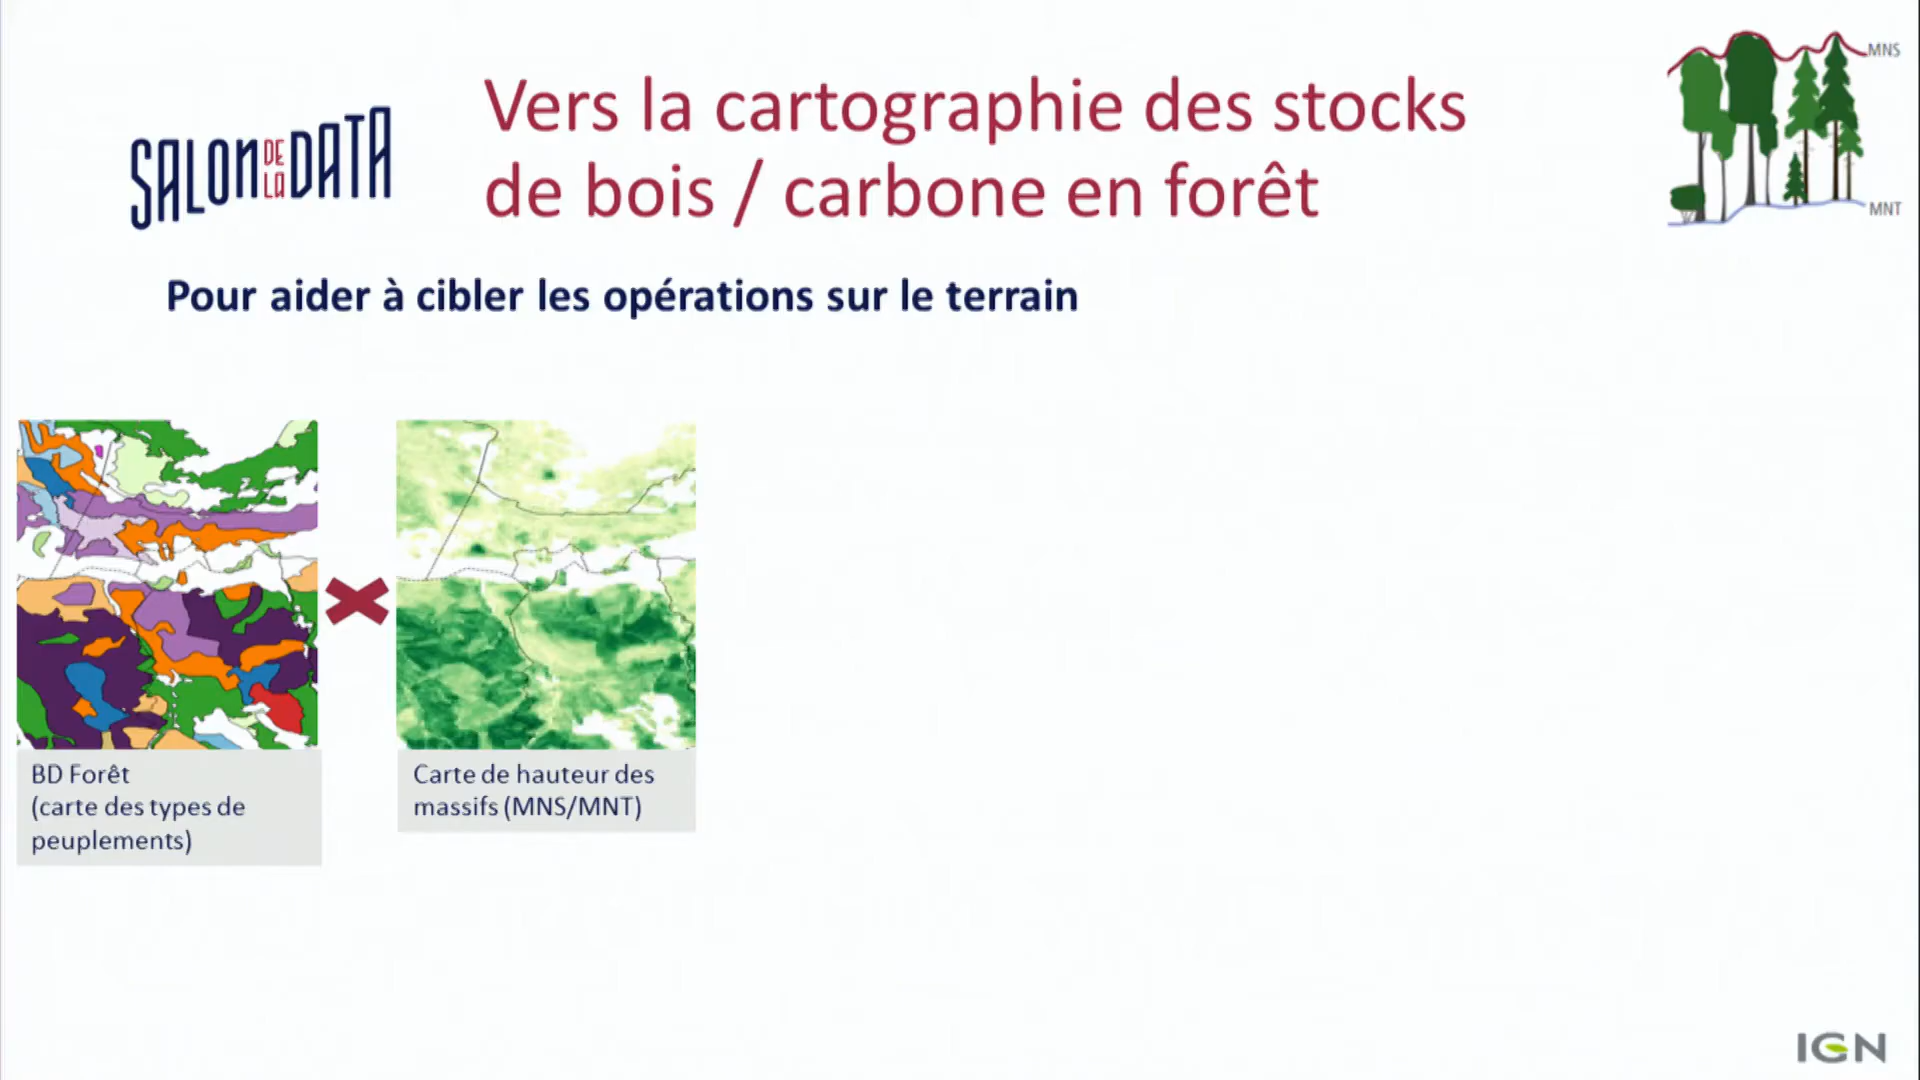 SALON DE LA DATA
Vers la cartographie des stocks
de bois / carbone en forêt
MNS
MNT
Pour aider à cibler les opérations sur le terrain
BD Forêt
(carte des types de
peuplements)
Carte de hauteur des
massifs (MNS/MNT)
IGN